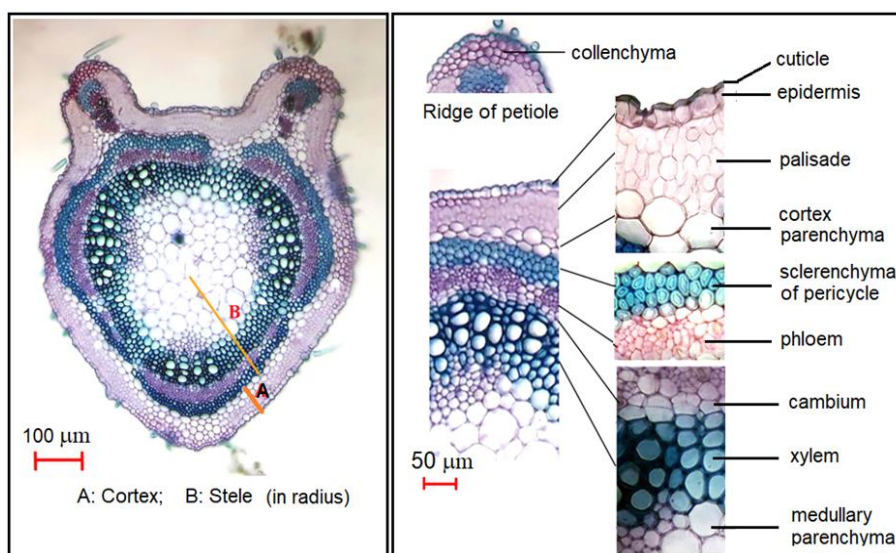 B
A
100 μm
A: Cortex; B: Stele (in radius)
collenchyma
Ridge of petiole
cuticle
epidermis
palisade
cortex
parenchyma
sclerenchyma
of pericycle
phloem
cambium
xylem
medullary
parenchyma
50 μm